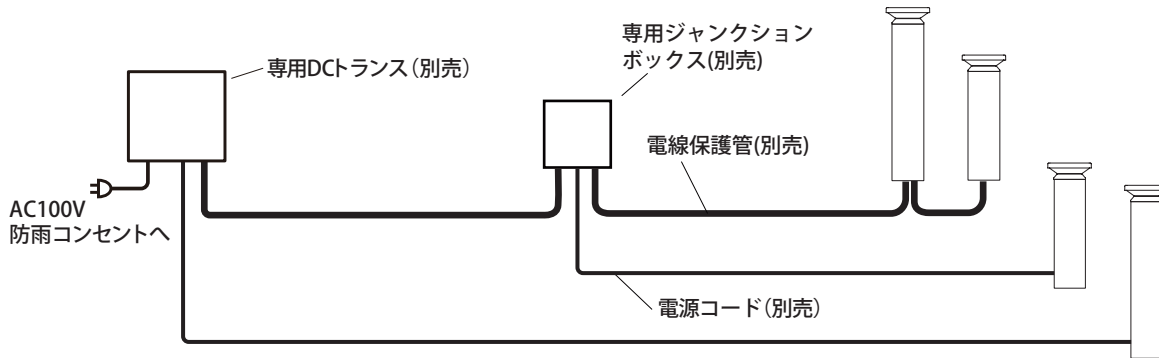 専用ジャンクション
ボックス(別売)
専用DCトランス(別売)
電線保護管(別売)
AC100V
防雨コンセントへ
電源コード(別売)